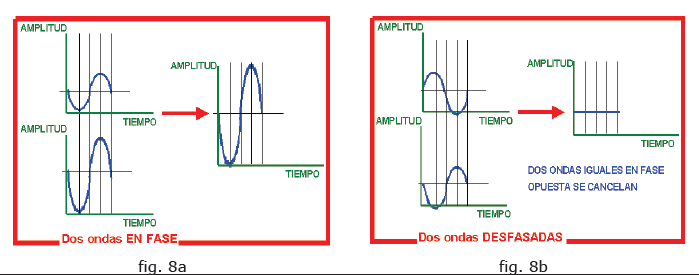 AMPLITUD
TIEMPO
AMPLITUD
TIEMPO
AMPLITUD
TIEMPO
Dos ondas EN FASE
fig. 8a
AMPLITUD
TIEMPO
AMPLITUD
TIEMPO
AMPLITUD
TIEMPO
DOS ONDAS IGUALES EN FASE
OPUESTA SE CANCELAN
Dos ondas DESFASADAS
fig. 8b